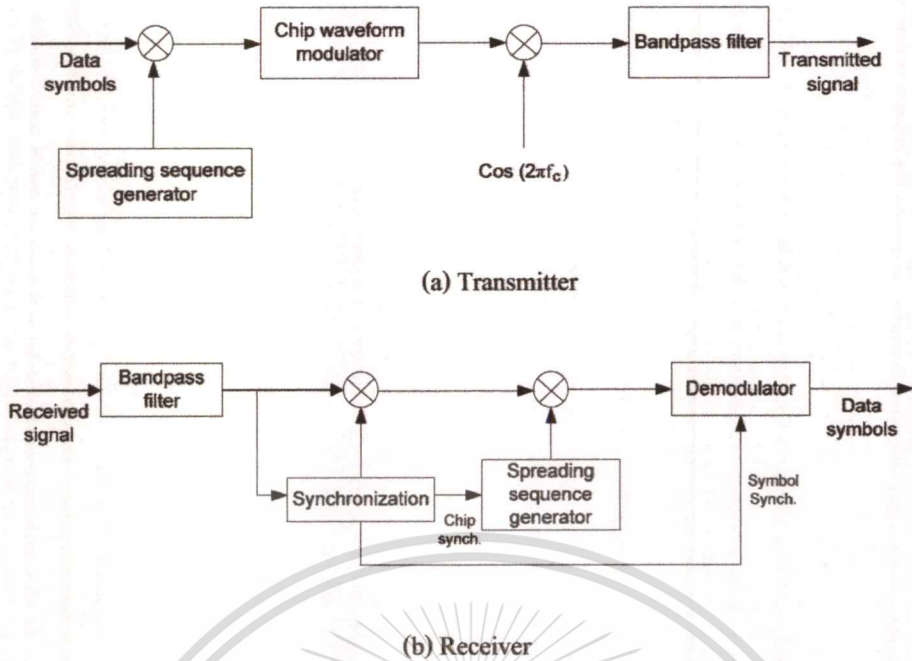 Data
symbols
Chip waveform
modulator
Bandpass filter
Transmitted
signal
Spreading sequence
generator
Cos (2πfc)
(a) Transmitter
Received
signal
Bandpass
filter
Demodulator
Data
symbols
Synchronization
Chip
synch.
Spreading
sequence
generator
Symbol
Synch.
(b) Receiver